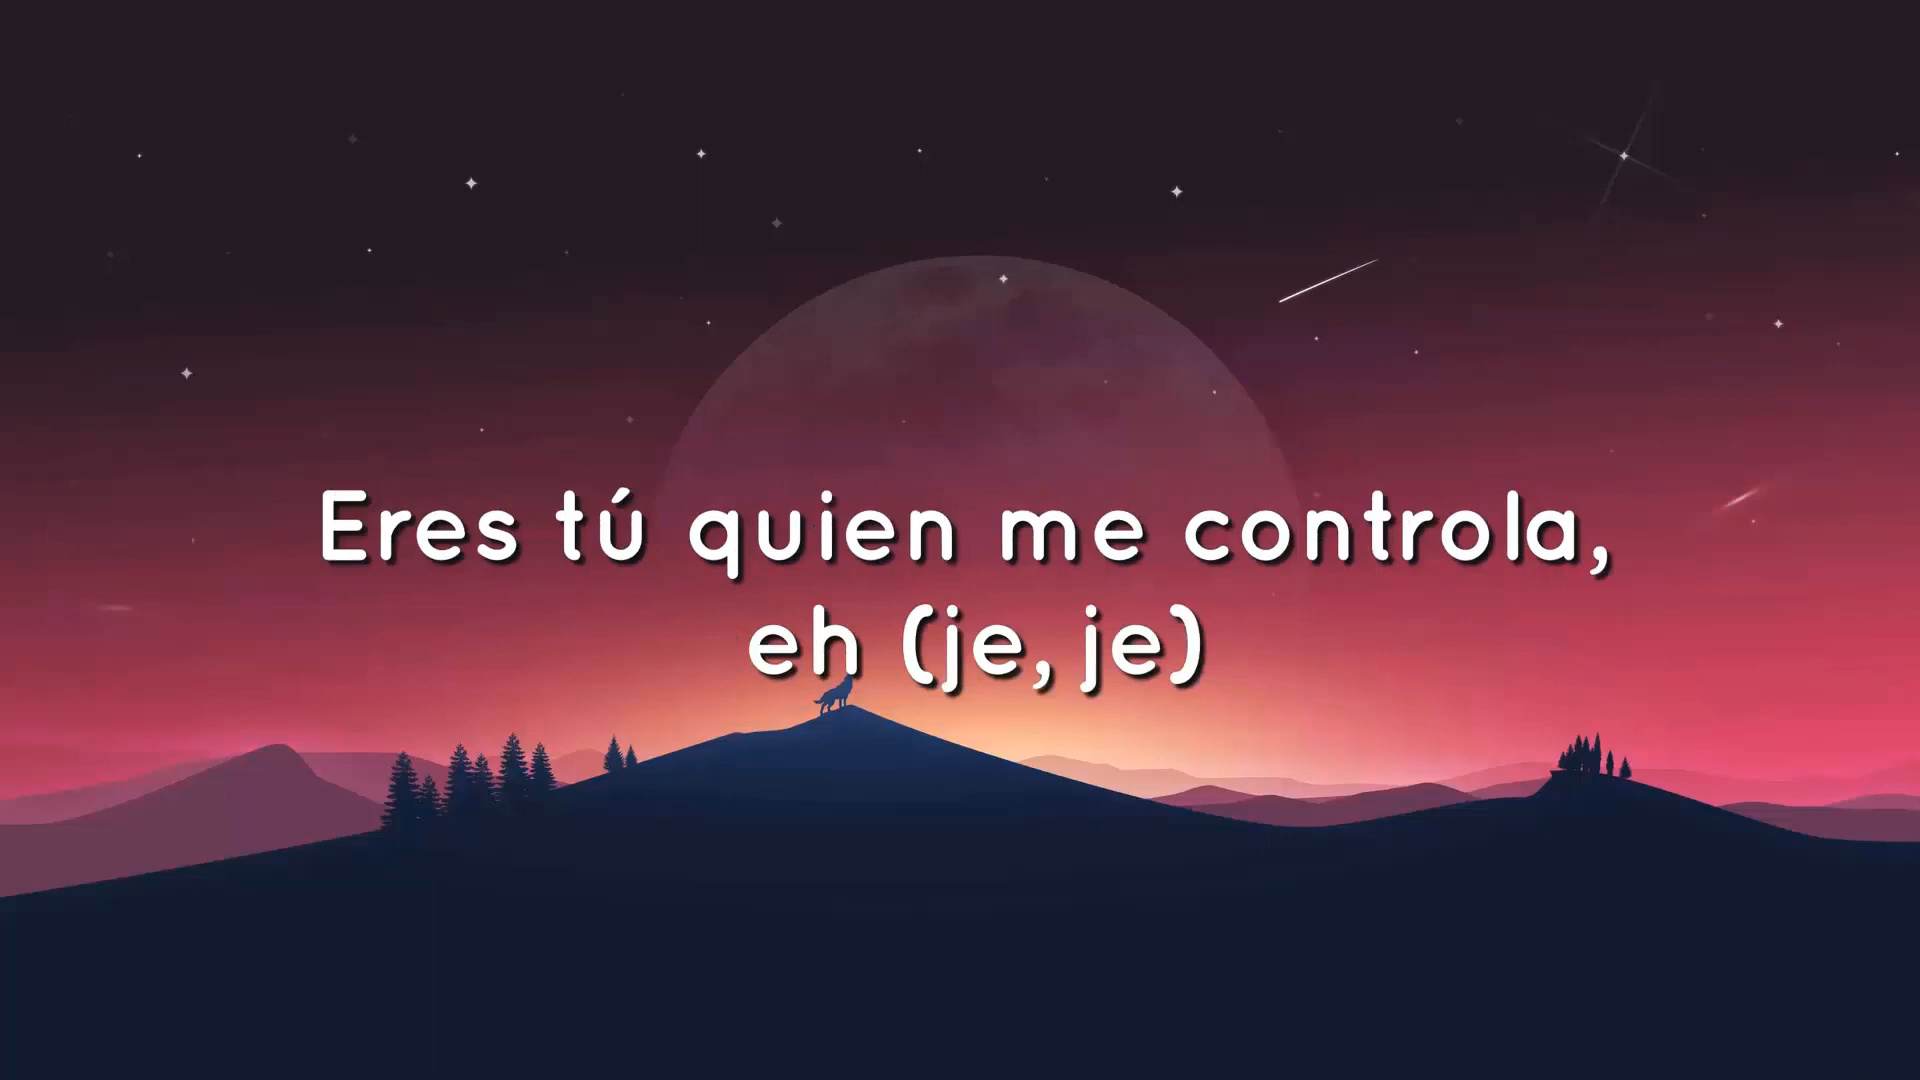 Eres tú quien me controla,
eh (je, je)